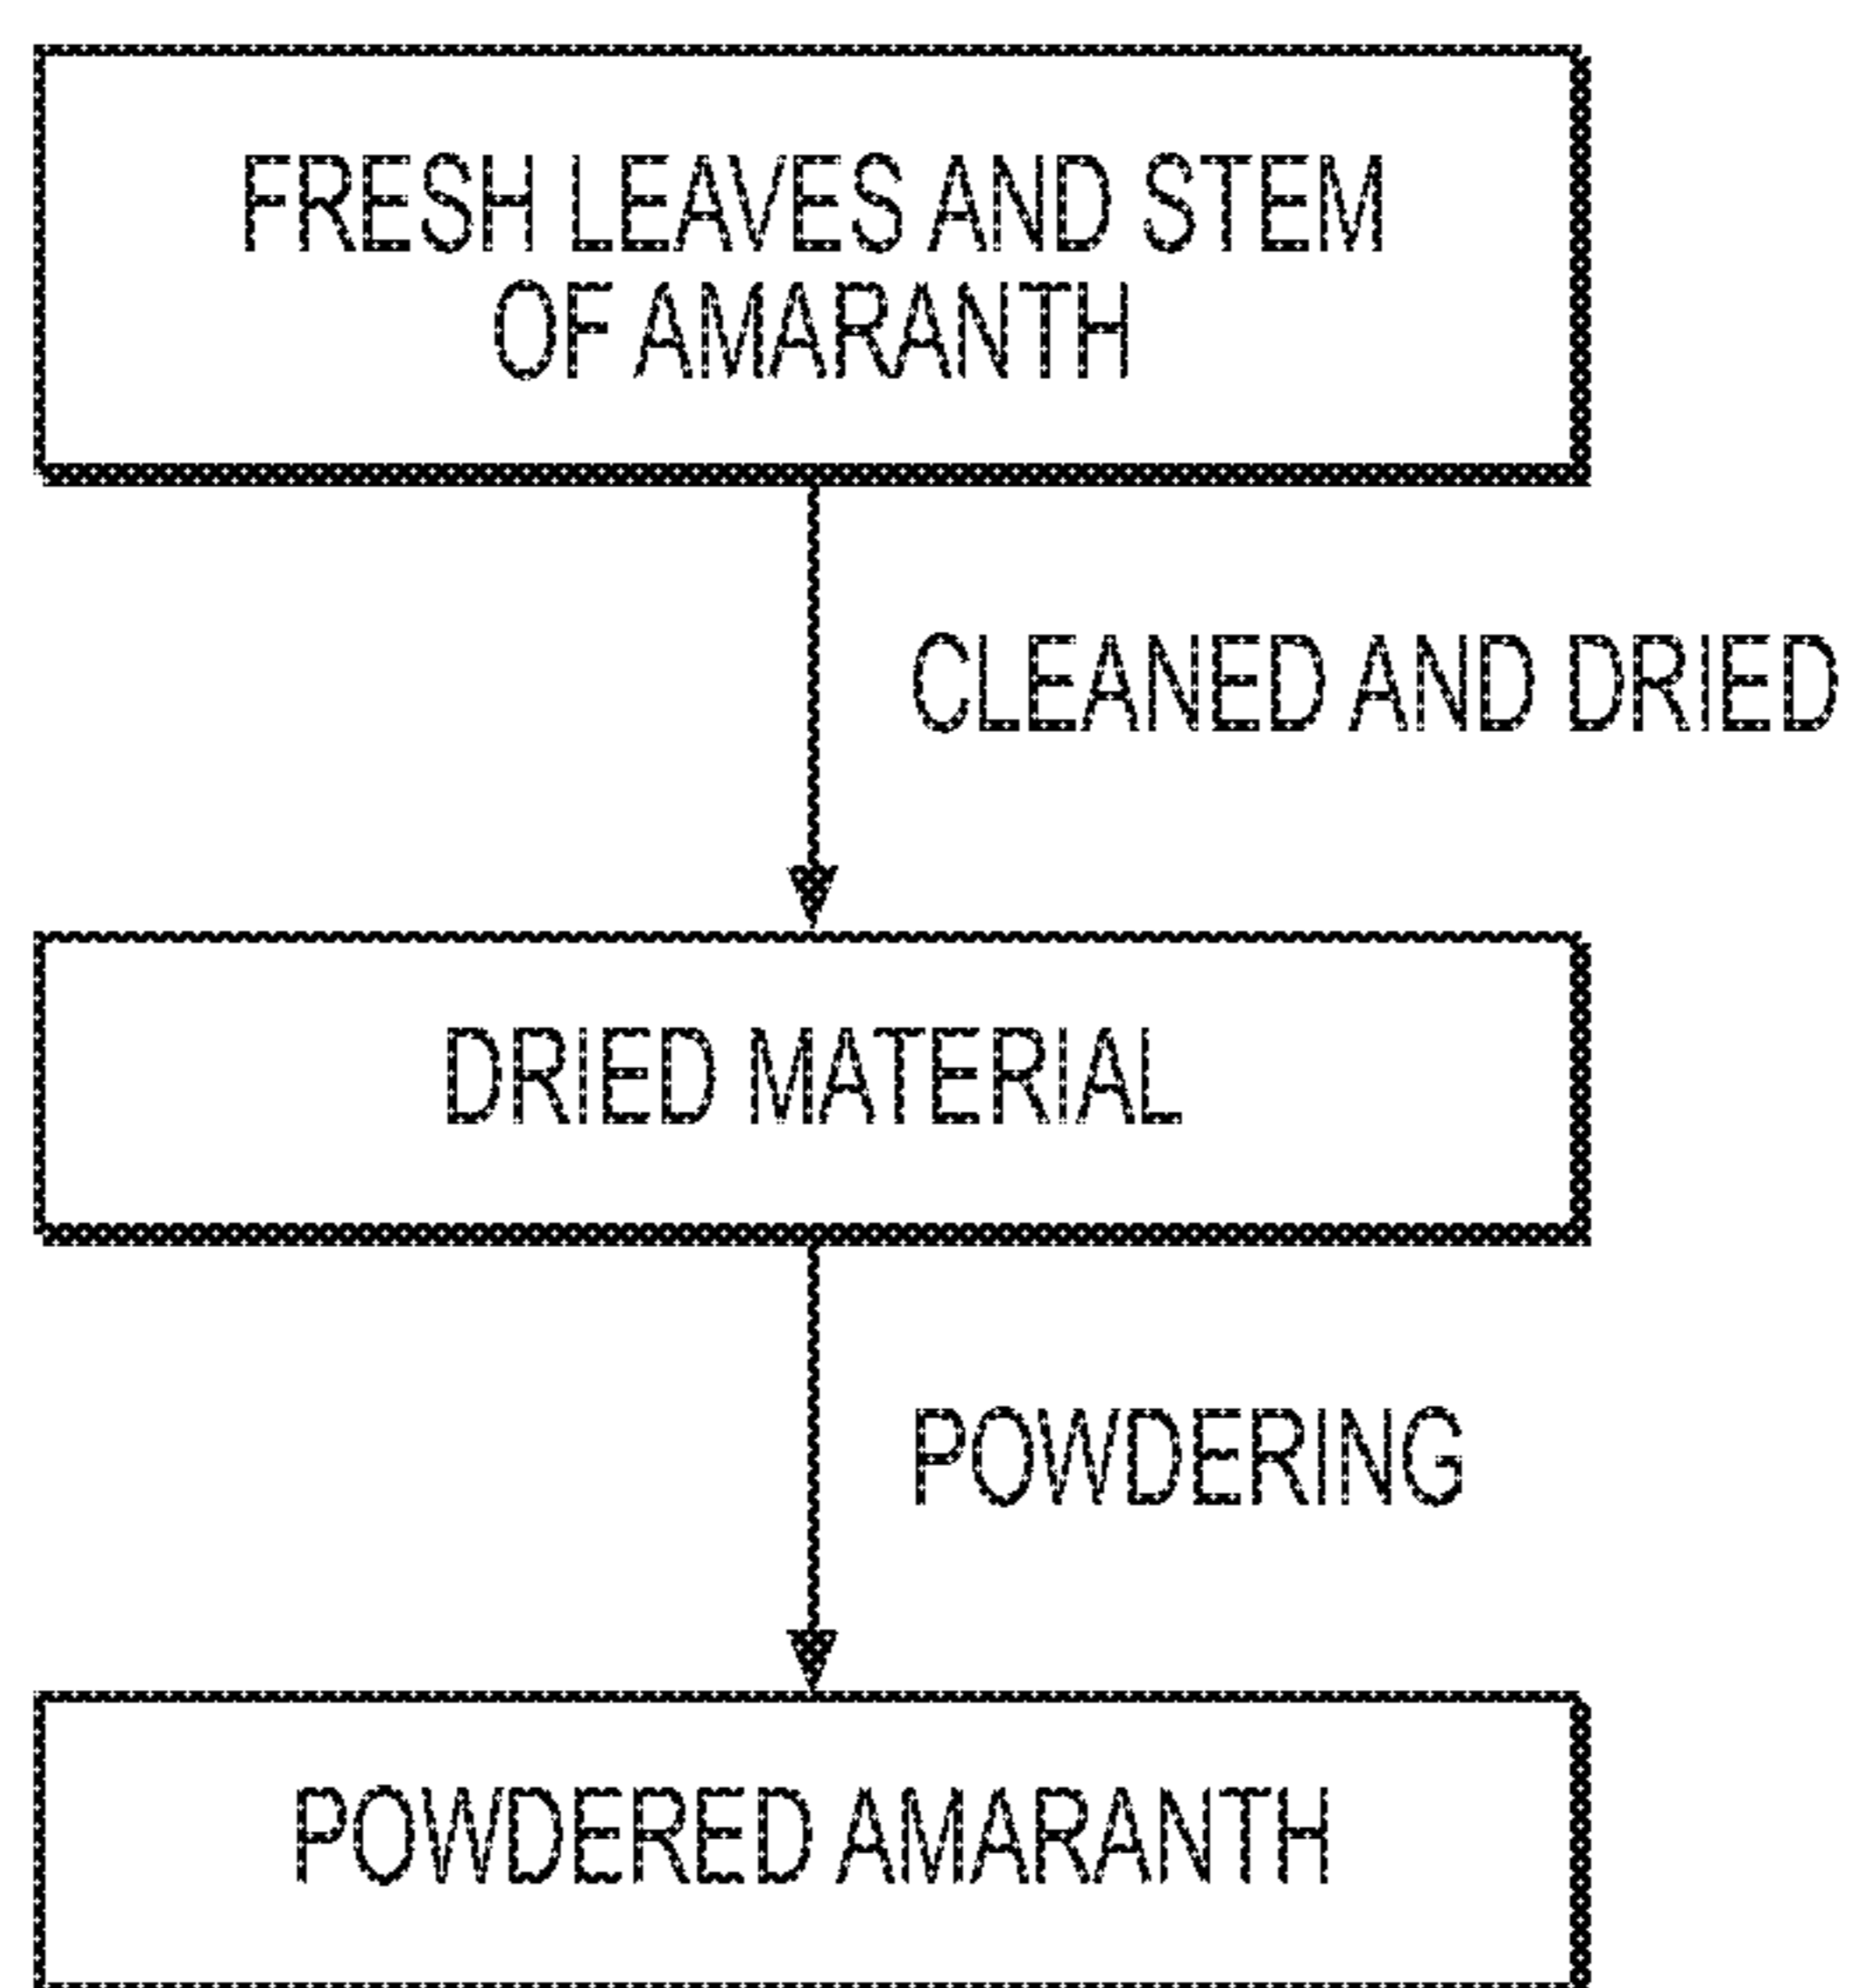 FRESH LEAVES AND STEM
OF AMARANTH
CLEANED AND DRIED
DRIED MATERIAL
POWDERING
POWDERED AMARANTH